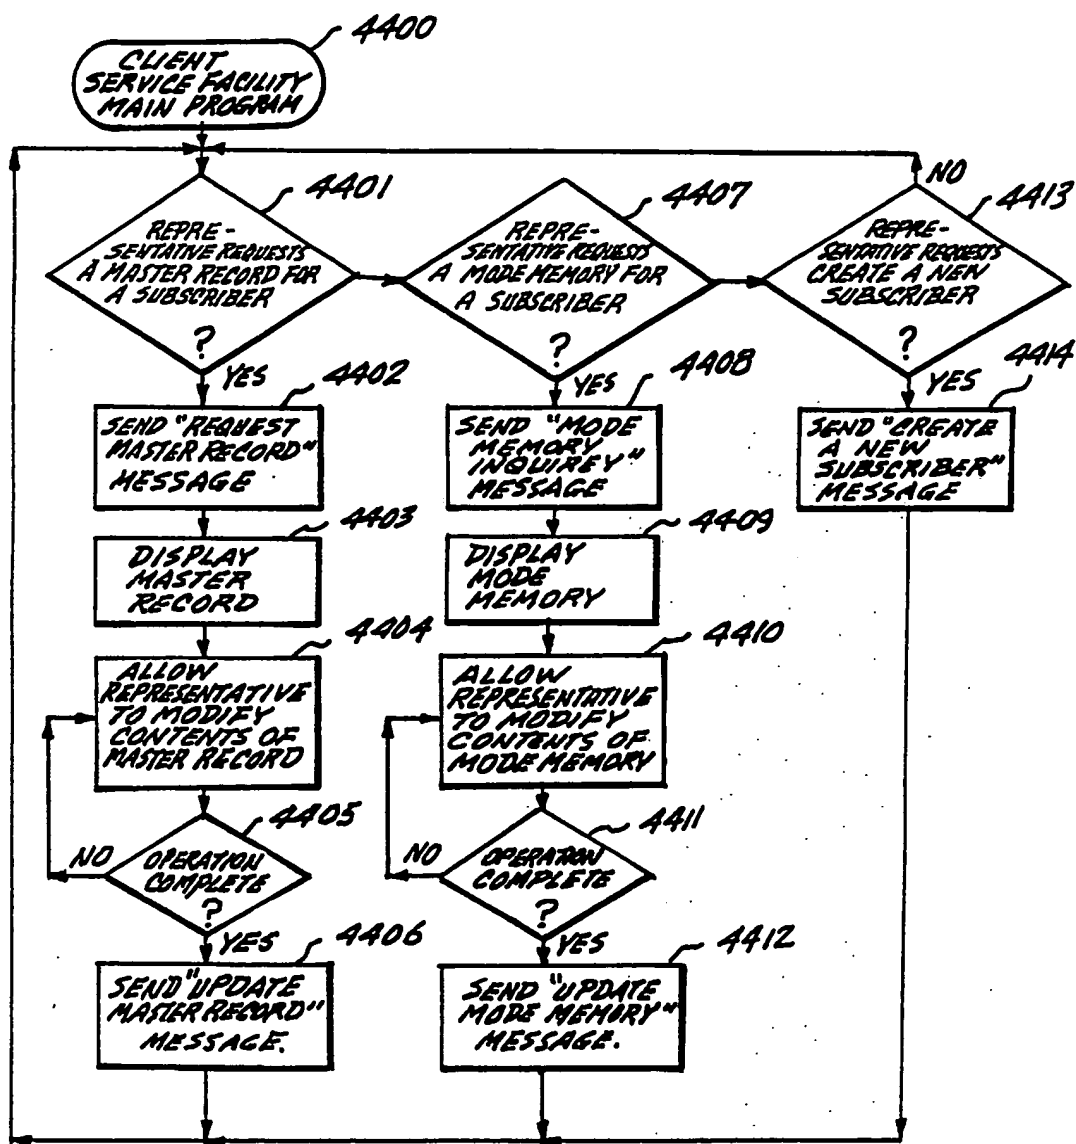 4400
CLIENT
SERVICE FACILITY
MAIN PROGRAM
4401
REPRE-
SENTATIVE REQUESTS
A MASTER RECORD FOR
A SUBSCRIBER
?
YES
4407
REPRE-
SENTATIVE REQUESTS
A MODE MEMORY FOR
A SUBSCRIBER
?
YES
NO
4413
REPRE-
SENTATIVE REQUESTS
CREATE A NEW
SUBSCRIBER
?
YES
4402
SEND "REQUEST
MASTER RECORD"
MESSAGE
4408
SEND "MODE
MEMORY
INQUIREY"
MESSAGE
4414
SEND "CREATE
A NEW
SUBSCRIBER"
MESSAGE
4403
DISPLAY
MASTER
RECORD
4409
DISPLAY
MODE
MEMORY
4404
ALLOW
REPRESENTATIVE
TO MODIFY
CONTENTS OF
MASTER RECORD
4410
ALLOW
REPRESENTATIVE
TO MODIFY
CONTENTS OF
MODE MEMORY
4405
NO
OPERATION
COMPLETE
?
YES
4411
NO
OPERATION
COMPLETE
?
YES
4406
SEND "UPDATE
MASTER RECORD"
MESSAGE.
4412
SEND "UPDATE
MODE MEMORY"
MESSAGE.